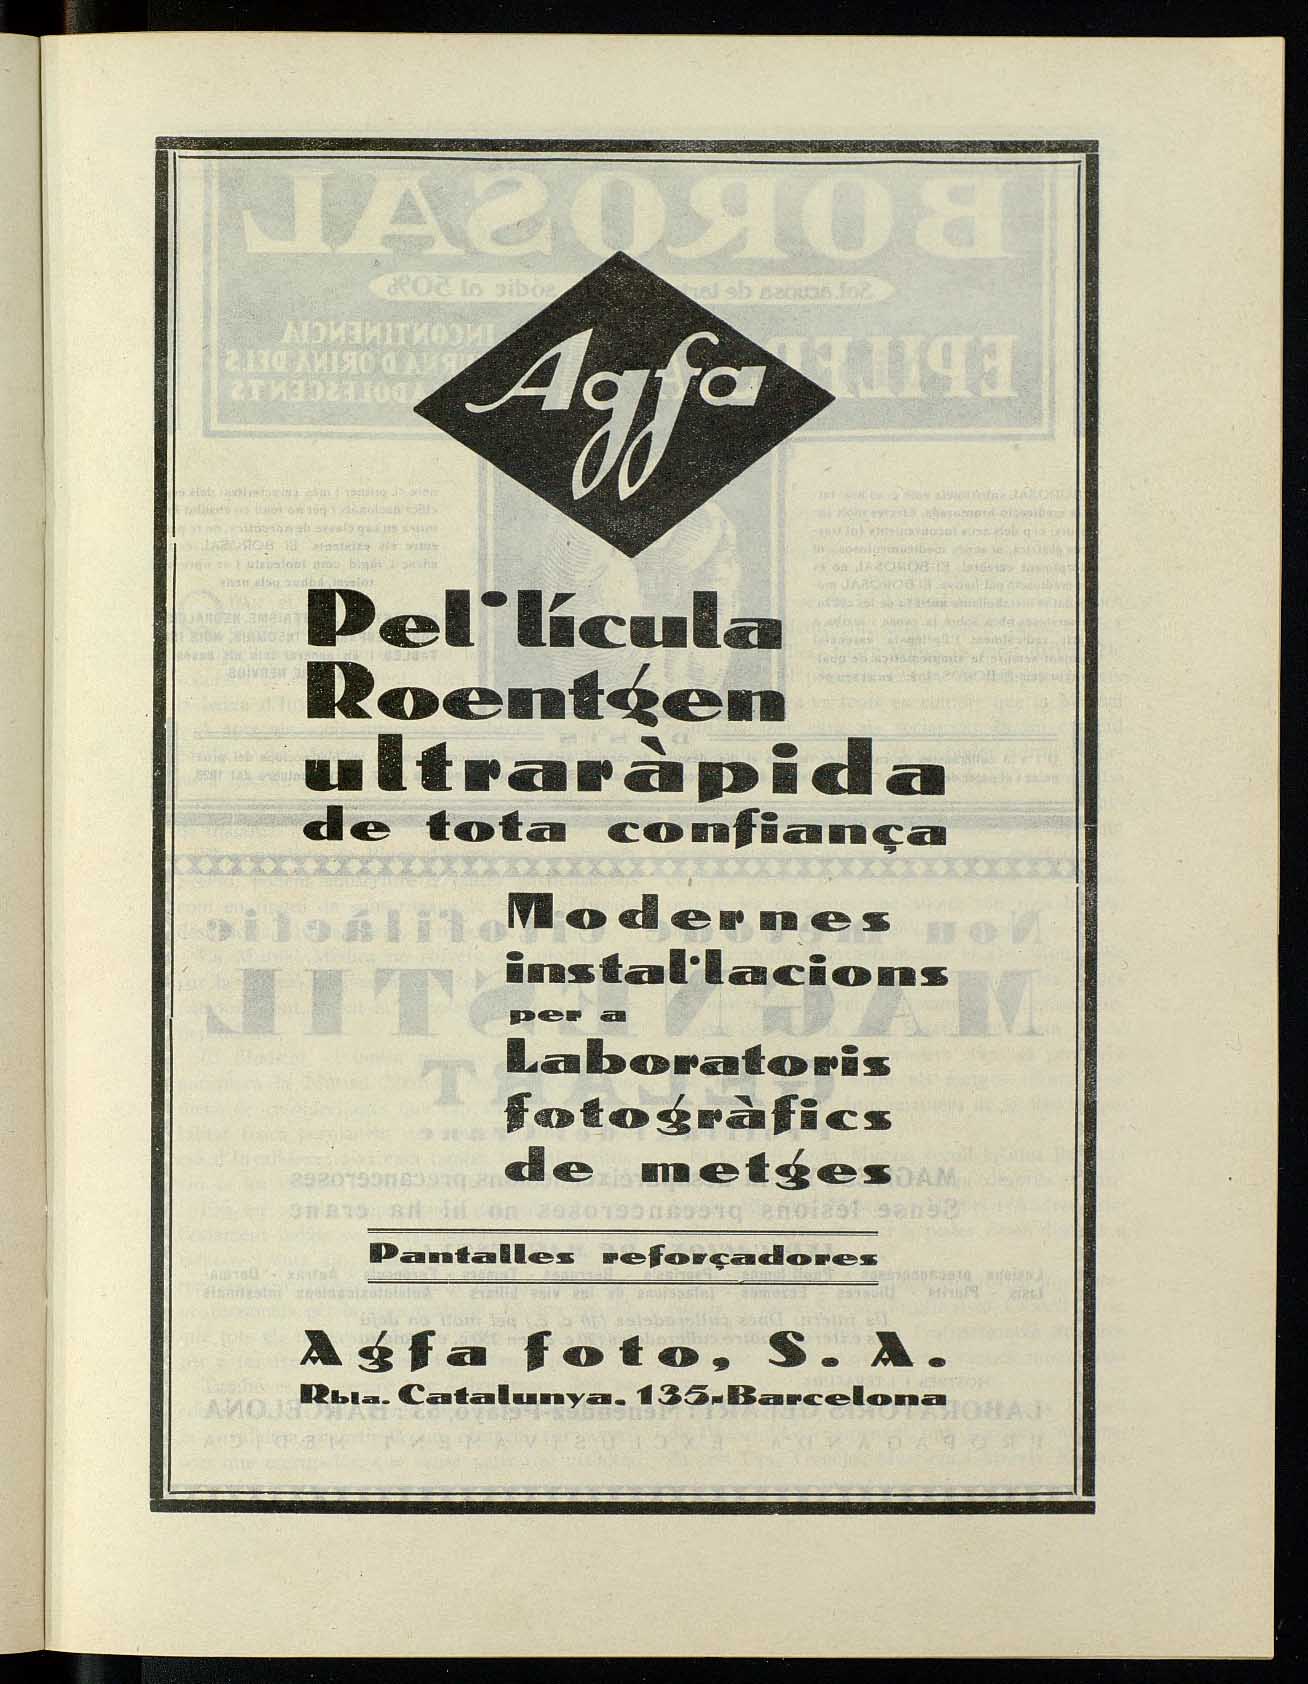 Agfa
Pel·lícula
Roentgen
ultraràpida
de tota confiança
Modernes
instal·lacions
per a
Laboratoris
fotogràfics
de metges
Pantalles reforçadores
Agfa foto, S. A.
Rbla. Catalunya, 135-Barcelona